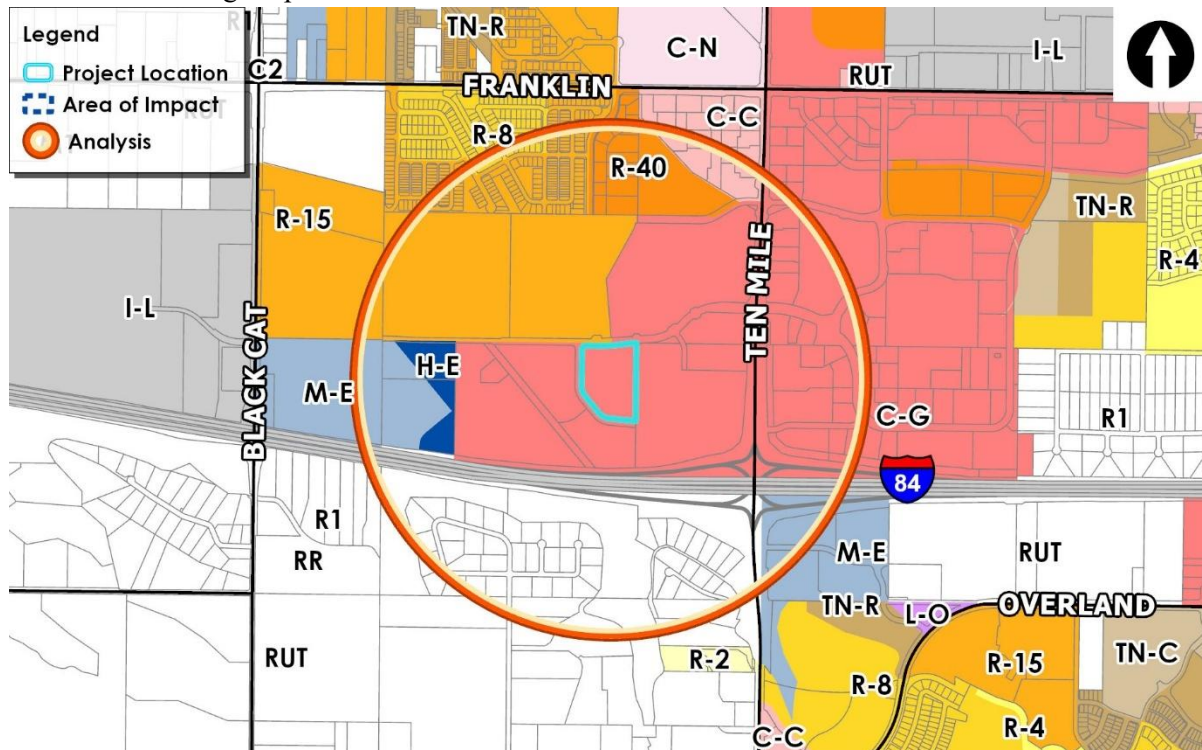 Legend
Project Location
Area of Impact
Analysis
C2
TN-R
C-N
I-L
RUT
FRANKLIN
C-C
R-8
R-40
TN-R
R-15
R-4
TEN MILE
I-L
BLACK CAT
H-E
M-E
C-G
R1
84
R1
RR
M-E
RUT
TN-R
L-O
OVERLAND
RUT
R-2
R-15
TN-C
R-8
R-4
C-C